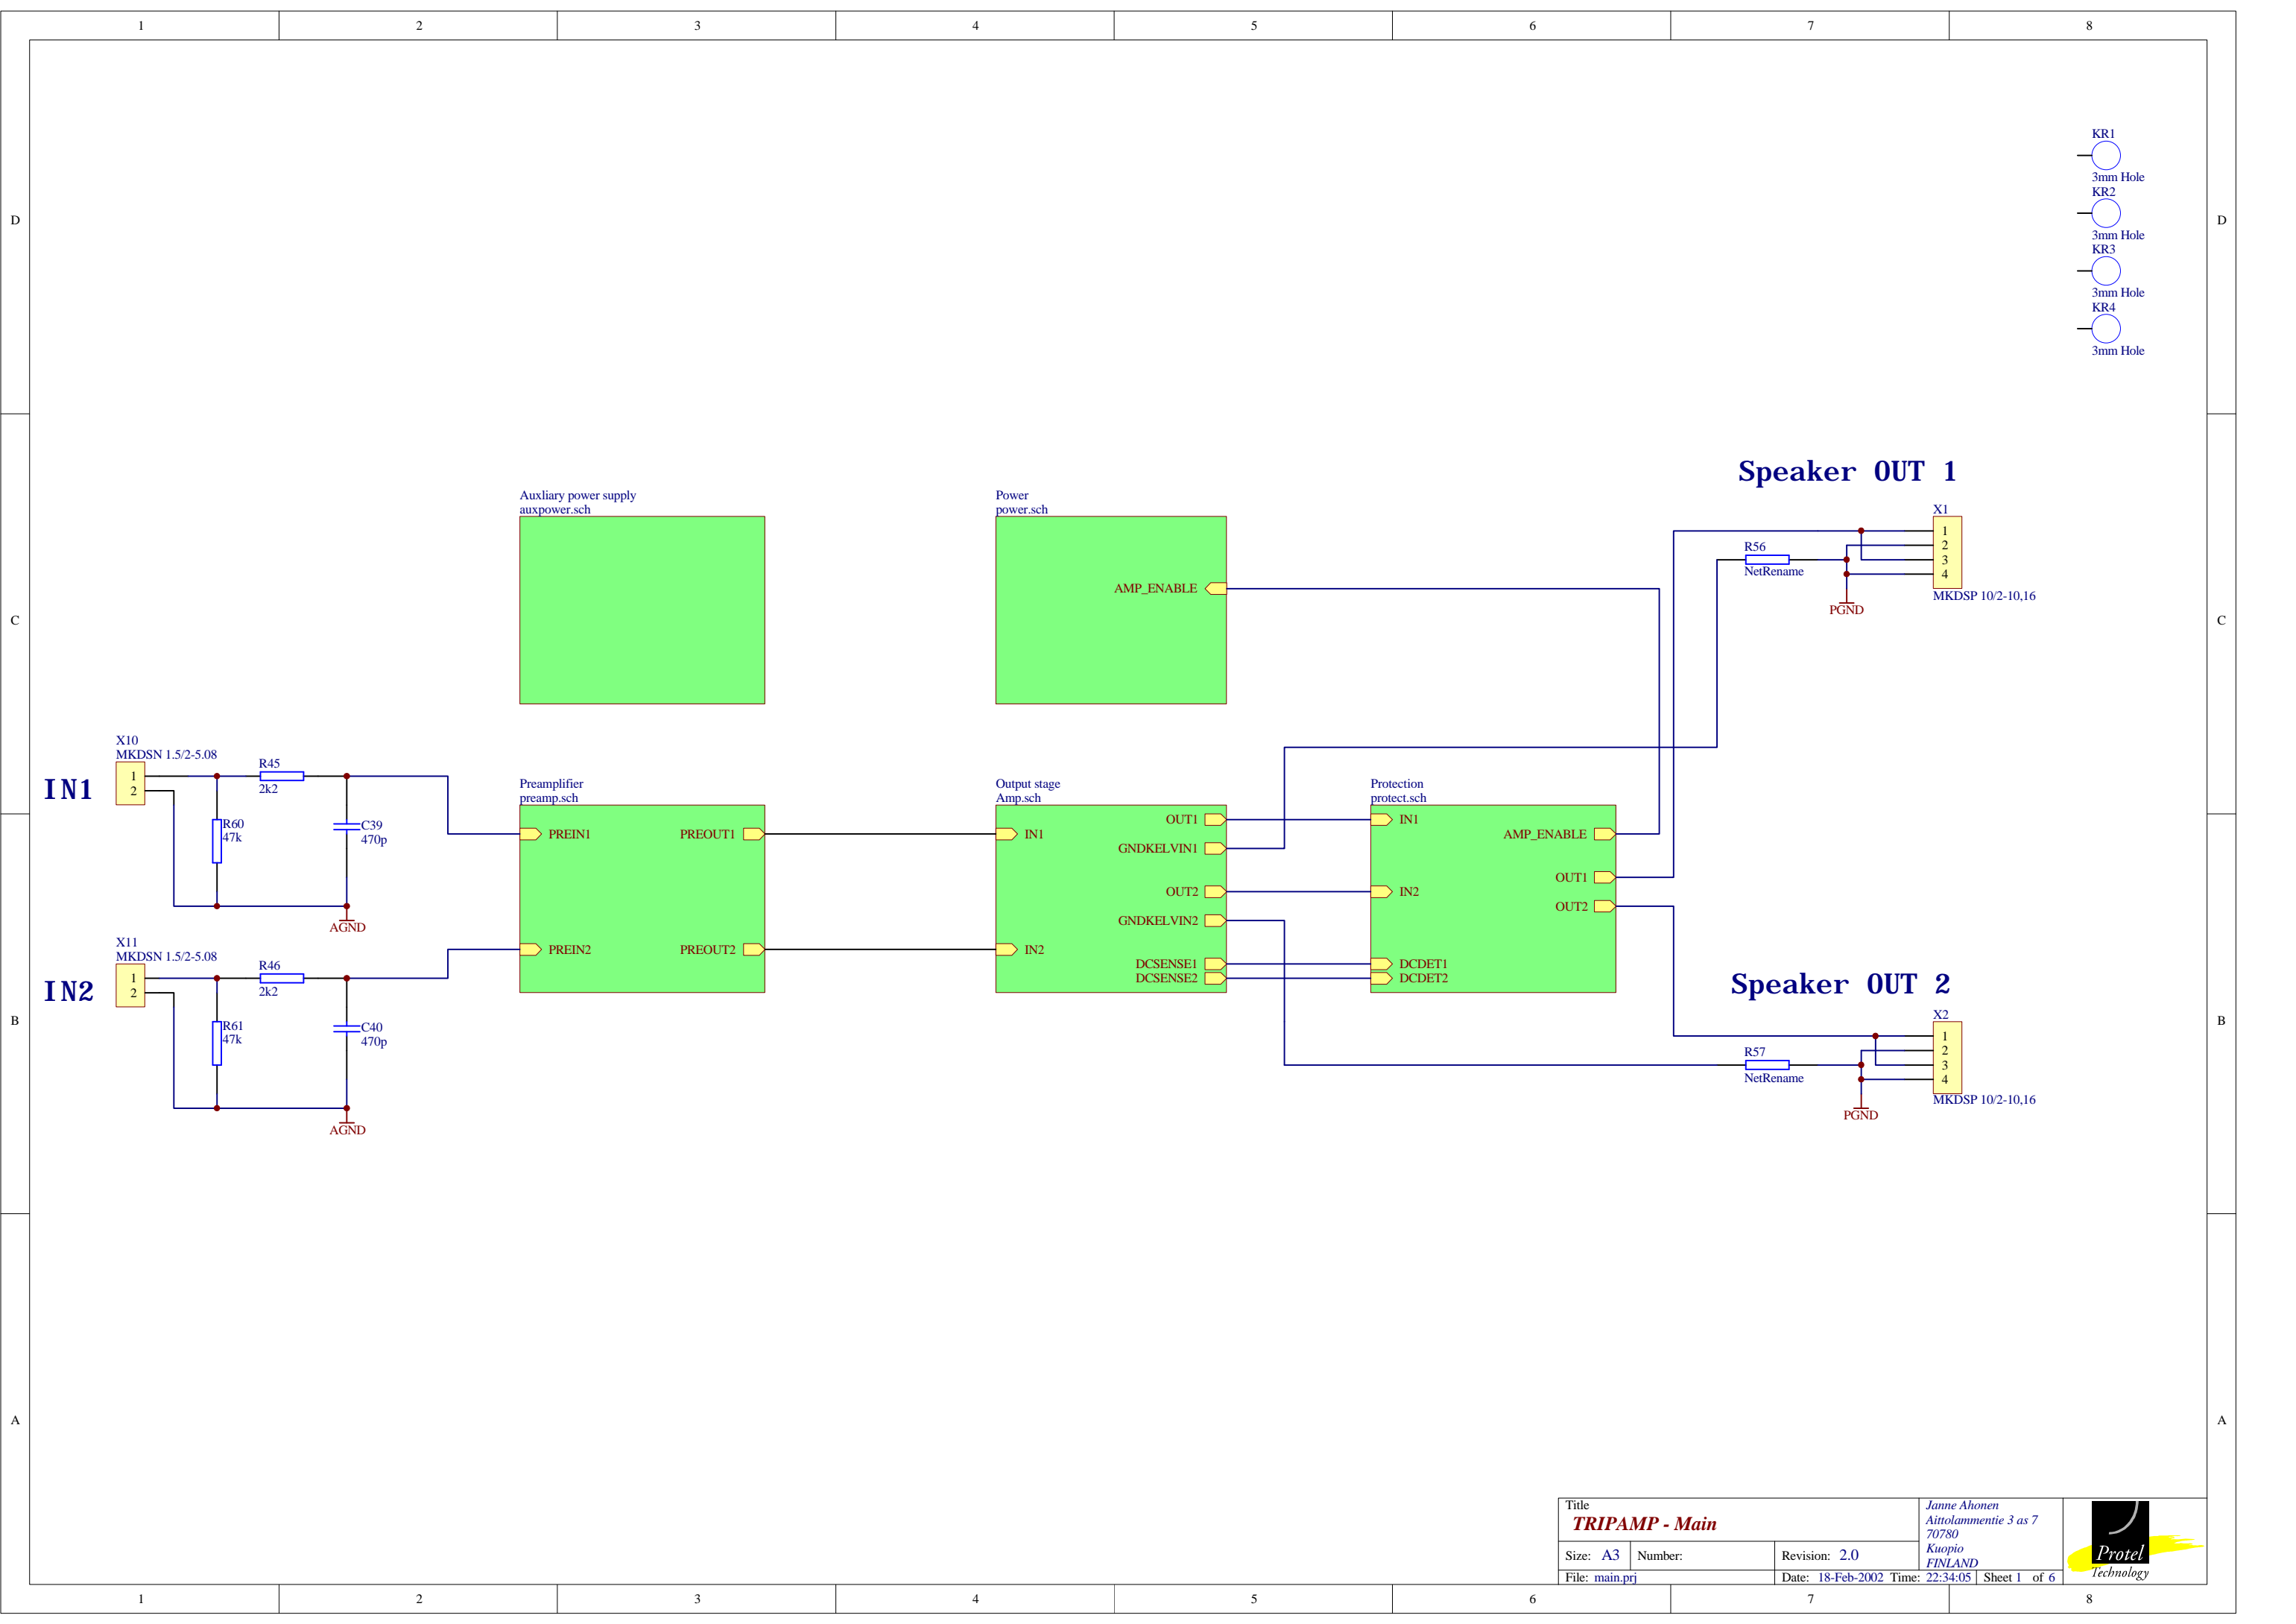 1 2 3 4 5 6 7 8
KR1
3mm Hole
KR2
3mm Hole
KR3
3mm Hole
KR4
3mm Hole
D D
Speaker OUT 1
Auxliary power supply
auxpower.sch
Power
power.sch
AMP_ENABLE
X1
1
2
3
4
MKDSP 10/2-10,16
R56
NetRename
PGND
C C
IN1
X10
MKDSN 1.5/2-5.08
1
2
R45
2k2
R60
47k
C39
470p
AGND
Preamplifier
preamp.sch
PREIN1 PREOUT1
PREIN2 PREOUT2
Output stage
Amp.sch
IN1
IN2
OUT1
GNDKELVIN1
OUT2
GNDKELVIN2
DCSENSE1
DCSENSE2
Protection
protect.sch
IN1
IN2
DCDET1
DCDET2
AMP_ENABLE
OUT1
OUT2
IN2
X11
MKDSN 1.5/2-5.08
1
2
R46
2k2
R61
47k
C40
470p
AGND
Speaker OUT 2
X2
1
2
3
4
MKDSP 10/2-10,16
R57
NetRename
PGND
B B
A A
Title
TRIPAMP - Main
Size: A3 Number: Revision: 2.0
File: main.prj Date: 18-Feb-2002 Time: 22:34:05 Sheet 1 of 6
Janne Ahonen
Aittolammentie 3 as 7
70780
Kuopio
FINLAND
Protel
Technology
1 2 3 4 5 6 7 8